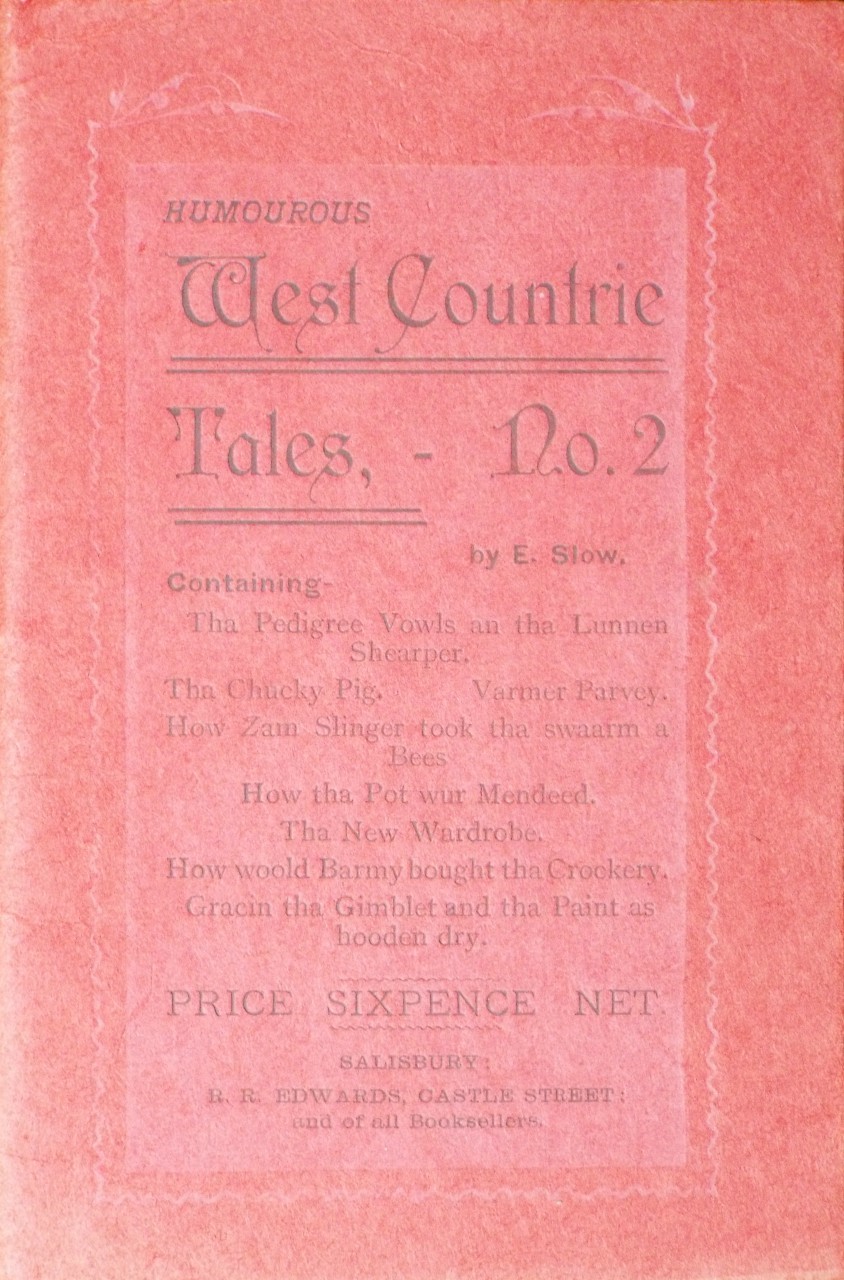 HUMOUROUS
West Countrie
Tales, - No. 2
by E. Slow.
Containing-
Tha Pedigree Vowls an tha Lunnen
Shearper.
Tha Chucky Pig. Varmer Parvey.
How Zam Slinger took tha swaarm a
Bees
How tha Pot wur Mendeed.
Tha New Wardrobe.
How woold Barmy bought tha Crockery.
Gracin tha Gimblet and tha Paint as
hooden dry.
PRICE SIXPENCE NET.
SALISBURY:
R. R. EDWARDS, CASTLE STREET:
and of all Booksellers.